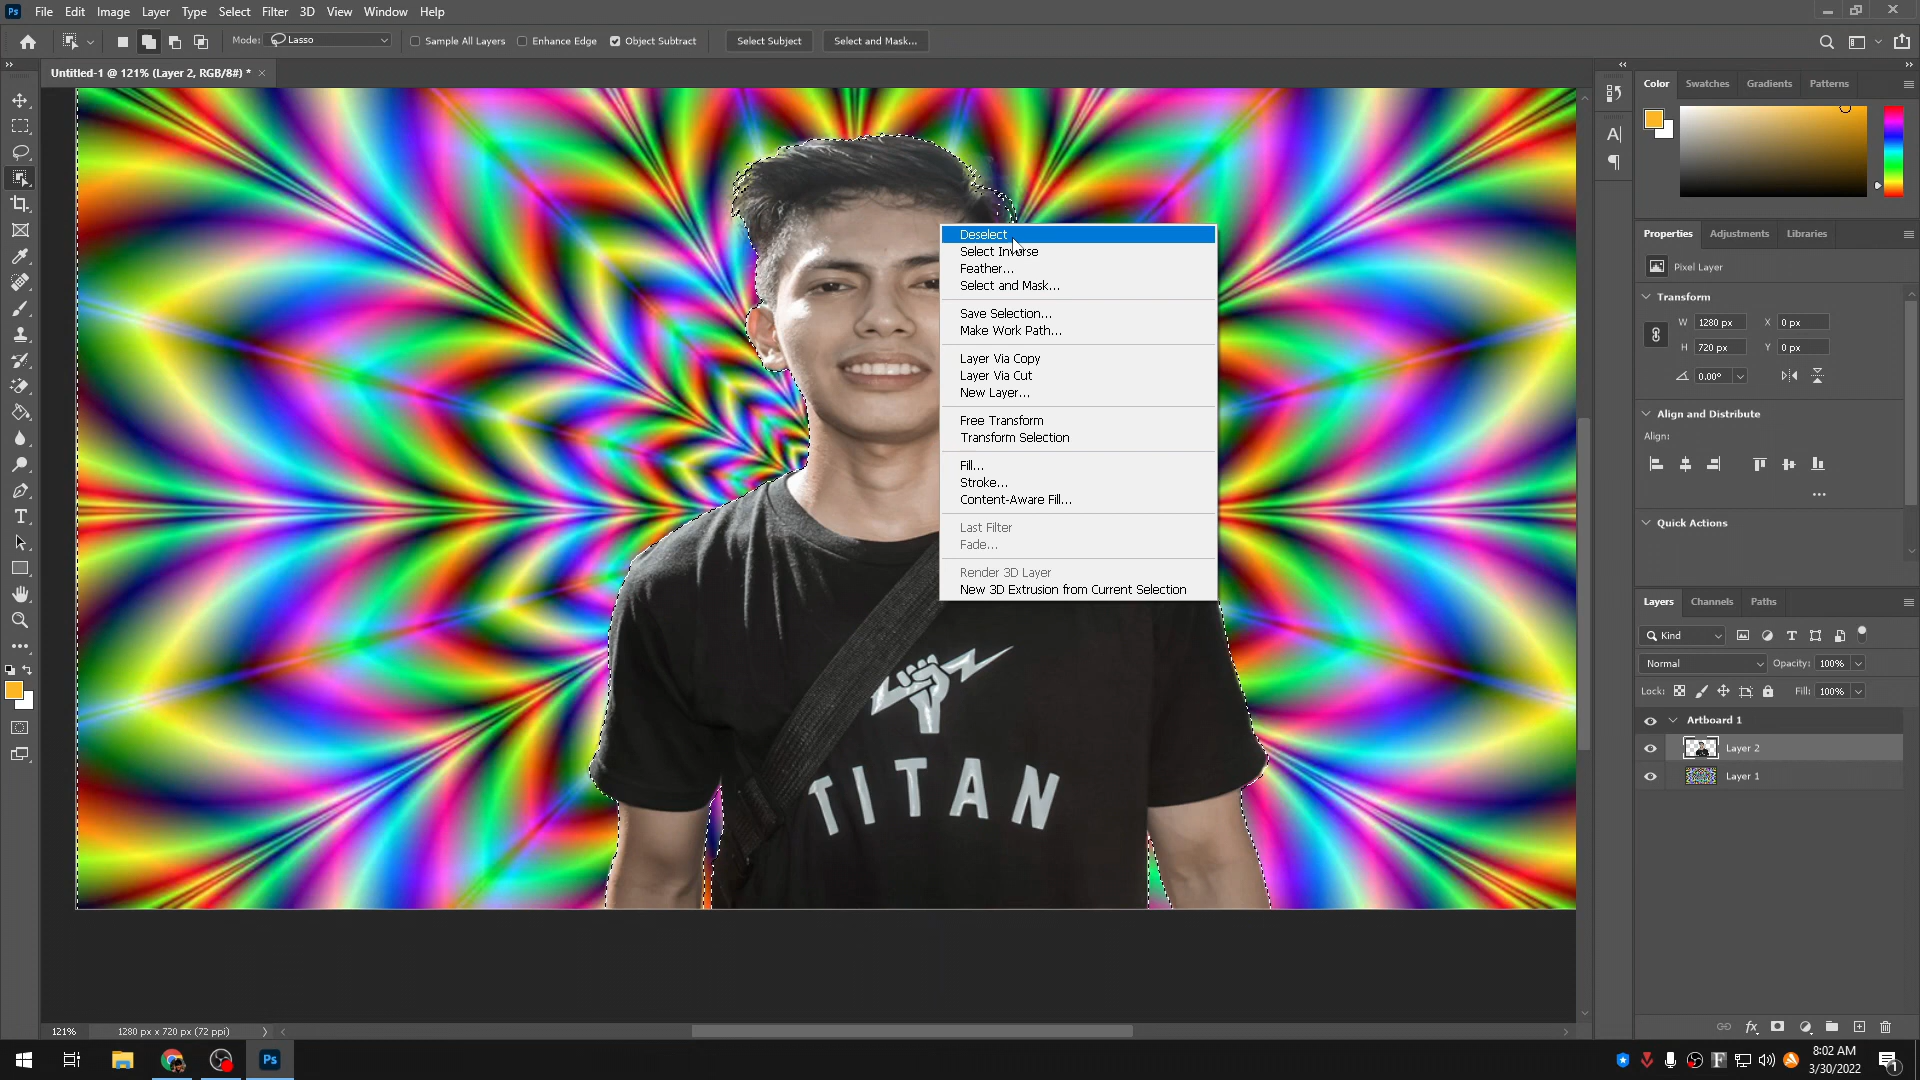 Ps File Edit Image Layer Type Select Filter 3D View Window Help
Mode: Lasso Sample All Layers Enhance Edge Object Subtract Select Subject Select and Mask...
Untitled-1 @ 121% (Layer 2, RGB/8#) * ×
Color Swatches Gradients Patterns
Properties Adjustments Libraries
Pixel Layer
Transform
W 1280 px X 0 px
H 720 px Y 0 px
0.00°
Align and Distribute
Align:
Quick Actions
Deselect
Select Inverse
Feather...
Select and Mask...
Save Selection...
Make Work Path...
Layer Via Copy
Layer Via Cut
New Layer...
Free Transform
Transform Selection
Fill...
Stroke...
Content-Aware Fill...
Last Filter
Fade...
Render 3D Layer
New 3D Extrusion from Current Selection
TITAN
Layers Channels Paths
Kind
Normal Opacity: 100%
Lock: Fill: 100%
Artboard 1
Layer 2
Layer 1
121% 1280 px x 720 px (72 ppi)
Ps
8:02 AM
3/30/2022
1